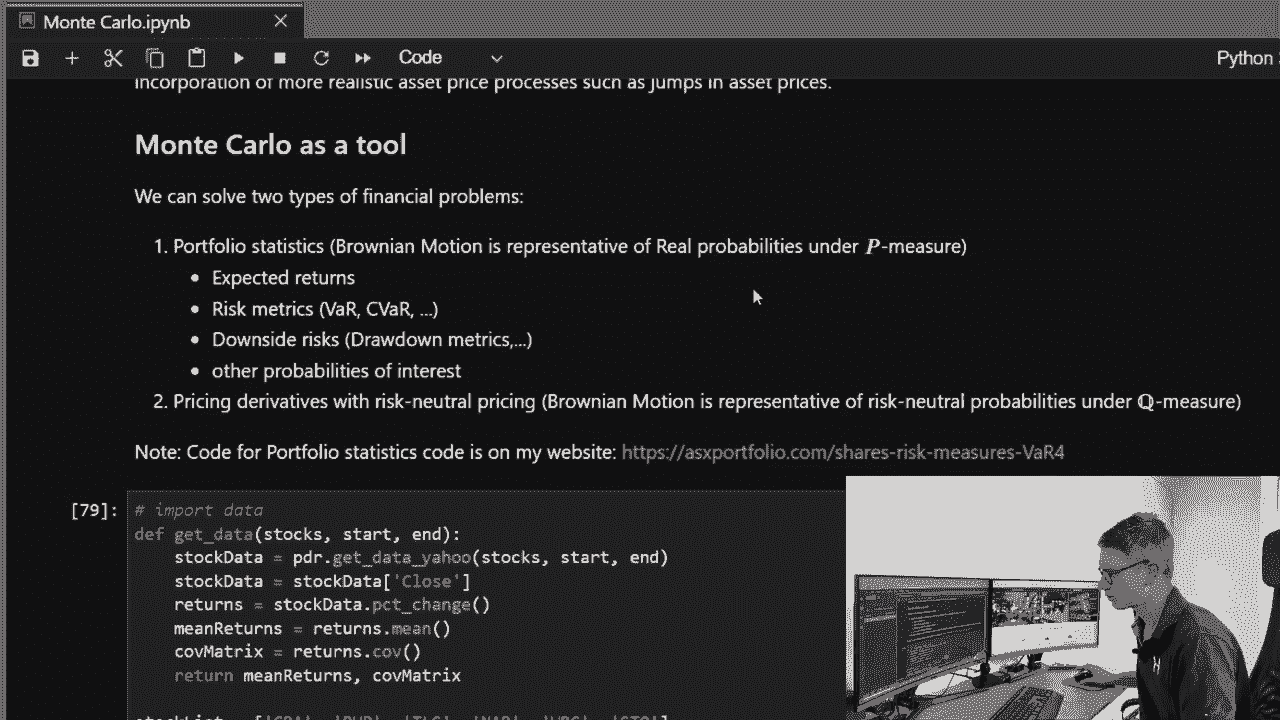 Monte Carlo.ipynb
Code
Python
incorporation of more realistic asset price processes such as jumps in asset prices.
Monte Carlo as a tool
We can solve two types of financial problems:
1. Portfolio statistics (Brownian Motion is representative of Real probabilities under P-measure)
• Expected returns
• Risk metrics (VaR, CVaR, ...)
• Downside risks (Drawdown metrics,...)
• other probabilities of interest
2. Pricing derivatives with risk-neutral pricing (Brownian Motion is representative of risk-neutral probabilities under ℚ-measure)
Note: Code for Portfolio statistics code is on my website: https://asxportfolio.com/shares-risk-measures-VaR4
[79]:
# import data
def get_data(stocks, start, end):
stockData = pdr.get_data_yahoo(stocks, start, end)
stockData = stockData['Close']
returns = stockData.pct_change()
meanReturns = returns.mean()
covMatrix = returns.cov()
return meanReturns, covMatrix